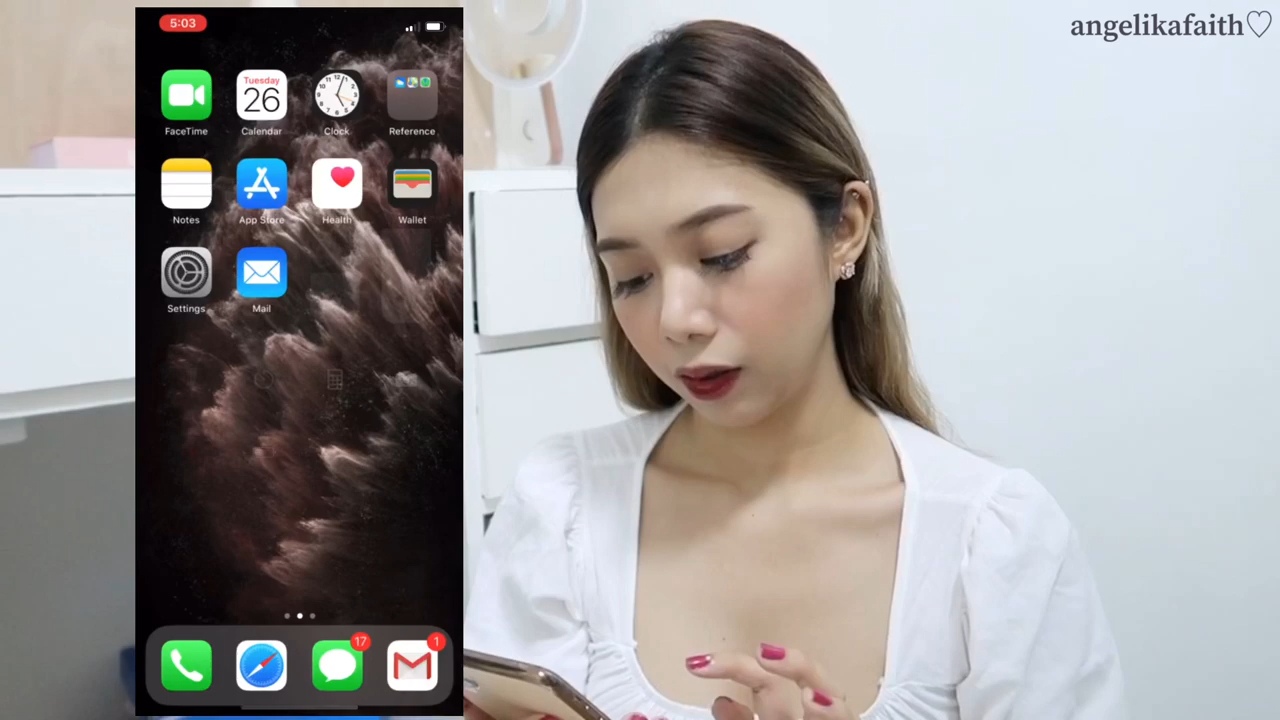 angelikafaith♡
5:03
Tuesday
26
FaceTime
Calendar
Clock
Reference
Notes
App Store
Health
Wallet
Settings
Mail
17
1